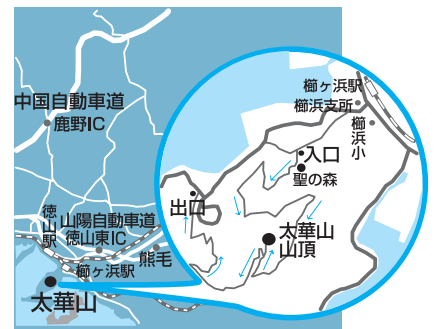 中国自動車道
鹿野IC
徳山駅
山陽自動車道
徳山東IC
熊毛
櫛ヶ浜駅
太華山
櫛ヶ浜駅
櫛浜支所
櫛浜小
入口
聖の森
出口
太華山
山頂